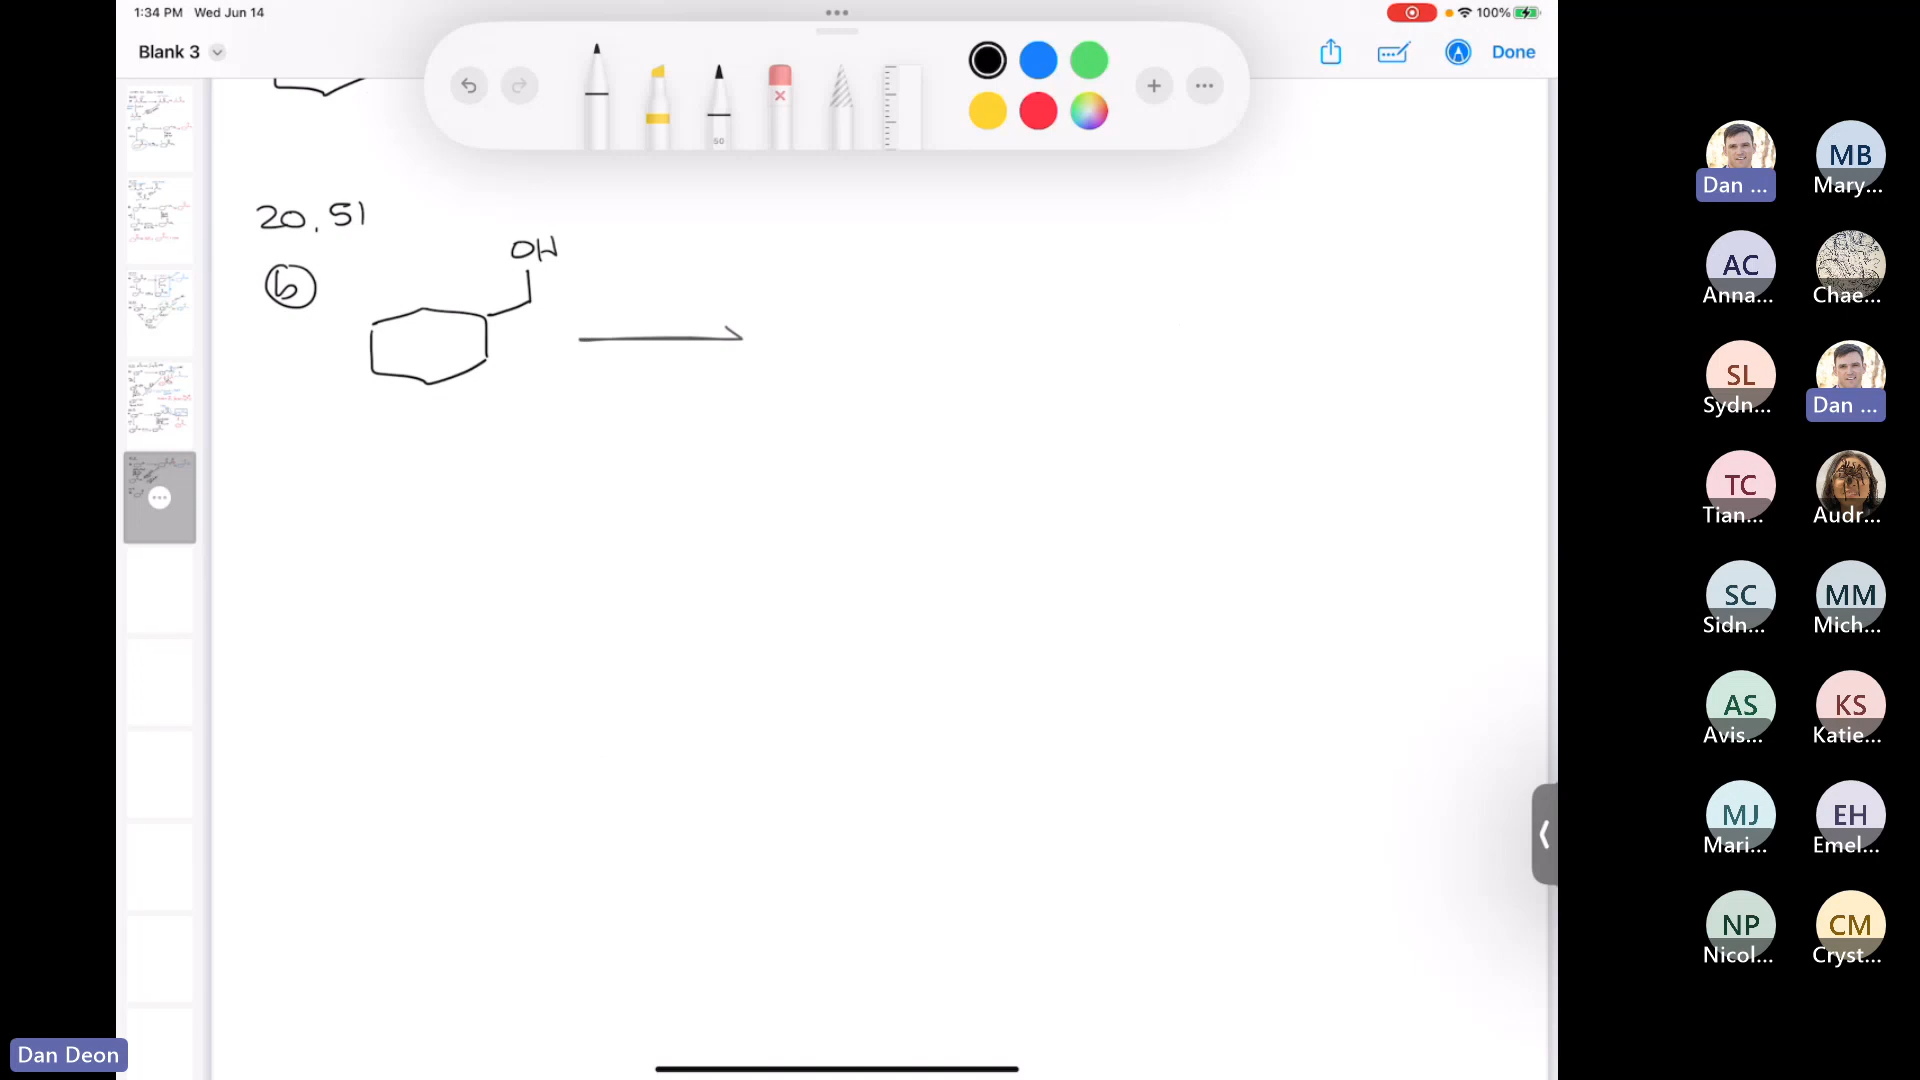 1:34 PM Wed Jun 14
100%
Blank 3
Done
50
20.51
b
OH
Dan ...
MB
Mary...
AC
Anna...
Chae...
SL
Sydn...
Dan ...
TC
Tian...
Audr...
SC
Sidn...
MM
Mich...
AS
Avis...
KS
Katie...
MJ
Mari...
EH
Emel...
NP
Nicol...
CM
Cryst...
Dan Deon